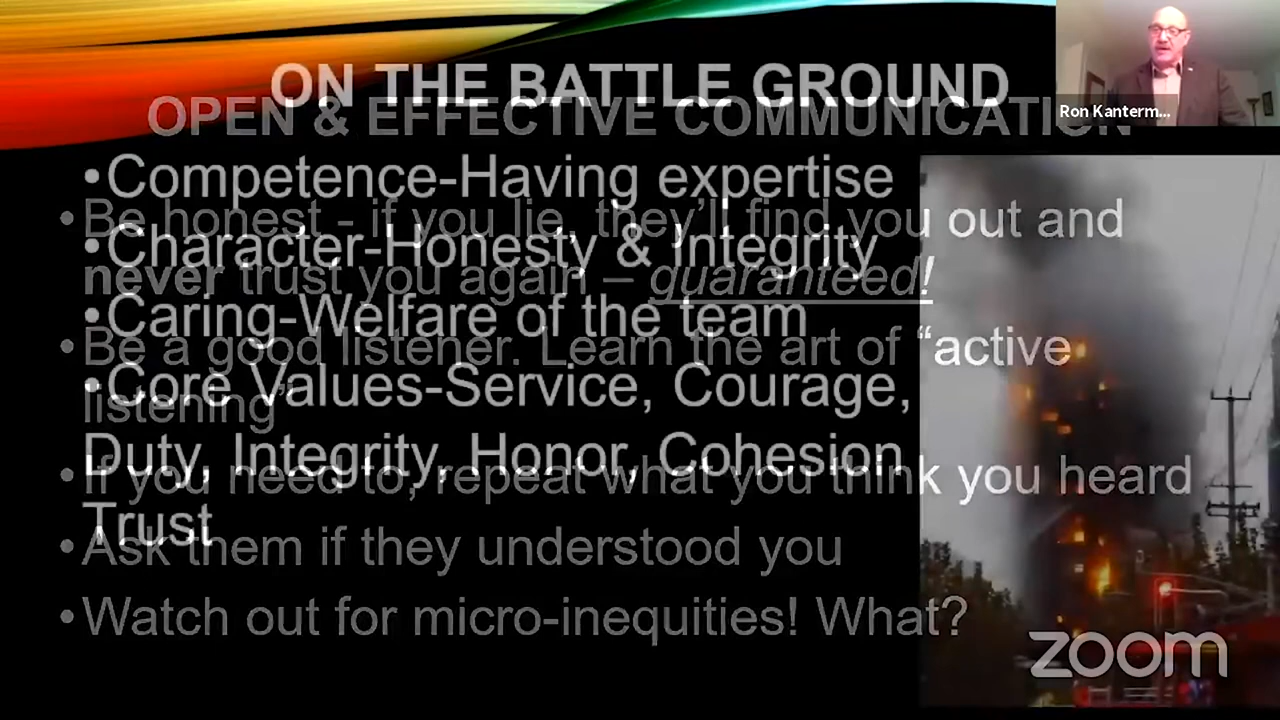 ON THE BATTLE GROUND
OPEN & EFFECTIVE COMMUNICATION
Ron Kanterm...
•Competence-Having expertise
•Be honest - if you lie, they'll find you out and
•Character-Honesty & Integrity
never trust you again – guaranteed!
•Caring-Welfare of the team
•Be a good listener. Learn the art of “active
•Core Values-Service, Courage,
listening”
Duty, Integrity, Honor, Cohesion
•If you need to, repeat what you think you heard
Trust
•Ask them if they understood you
•Watch out for micro-inequities! What?
zoom